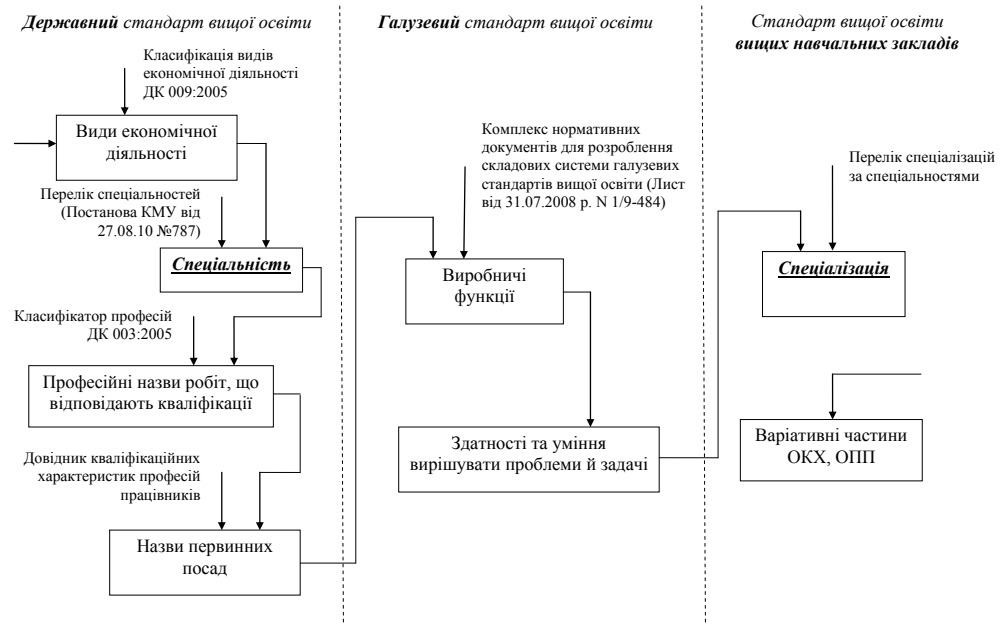 Державний стандарт вищої освіти
Класифікація видів
економічної діяльності
ДК 009:2005
Види економічної
діяльності
Перелік спеціальностей
(Постанова КМУ від
27.08.10 №787)
Спеціальність
Класифікатор професій
ДК 003:2005
Професійні назви робіт, що
відповідають кваліфікації
Довідник кваліфікаційних
характеристик професій
працівників
Назви первинних
посад
Галузевий стандарт вищої освіти
Комплекс нормативних
документів для розроблення
складових системи галузевих
стандартів вищої освіти (Лист
від 31.07.2008 р. N 1/9-484)
Виробничі
функції
Здатності та уміння
вирішувати проблеми й задачі
Стандарт вищої освіти
вищих навчальних закладів
Перелік спеціалізацій
за спеціальностями
Спеціалізація
Варіативні частини
ОКХ, ОПП